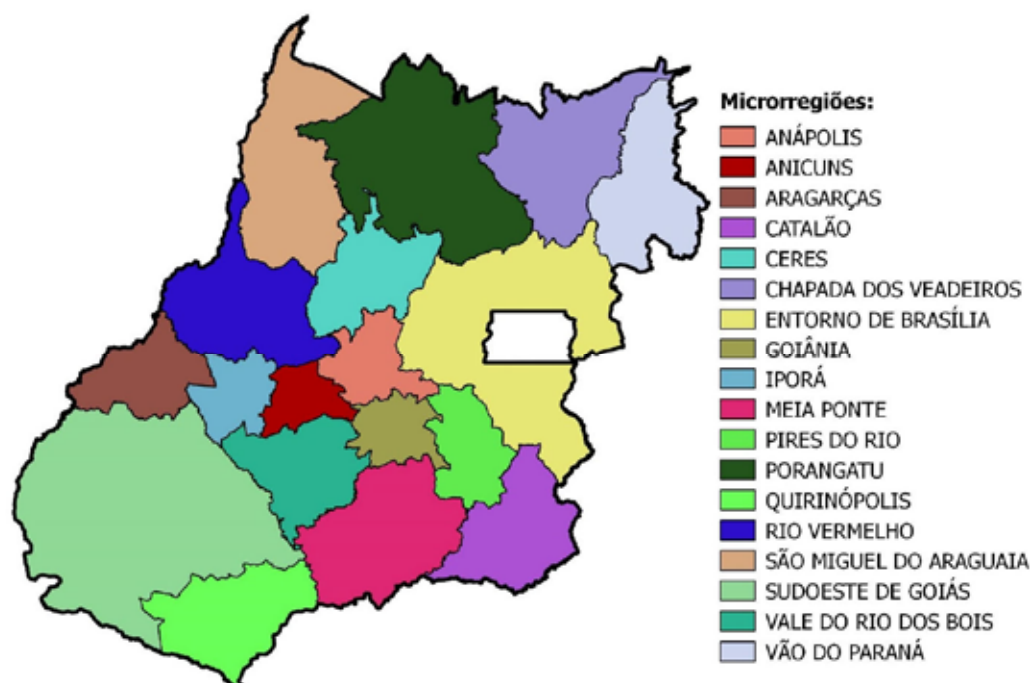 Microrregiões:
ANÁPOLIS
ANICUNS
ARAGARÇAS
CATALÃO
CERES
CHAPADA DOS VEADEIROS
ENTORNO DE BRASÍLIA
GOIÂNIA
IPORÁ
MEIA PONTE
PIRES DO RIO
PORANGATU
QUIRINÓPOLIS
RIO VERMELHO
SÃO MIGUEL DO ARAGUAIA
SUDOESTE DE GOIÁS
VALE DO RIO DOS BOIS
VÃO DO PARANÁ